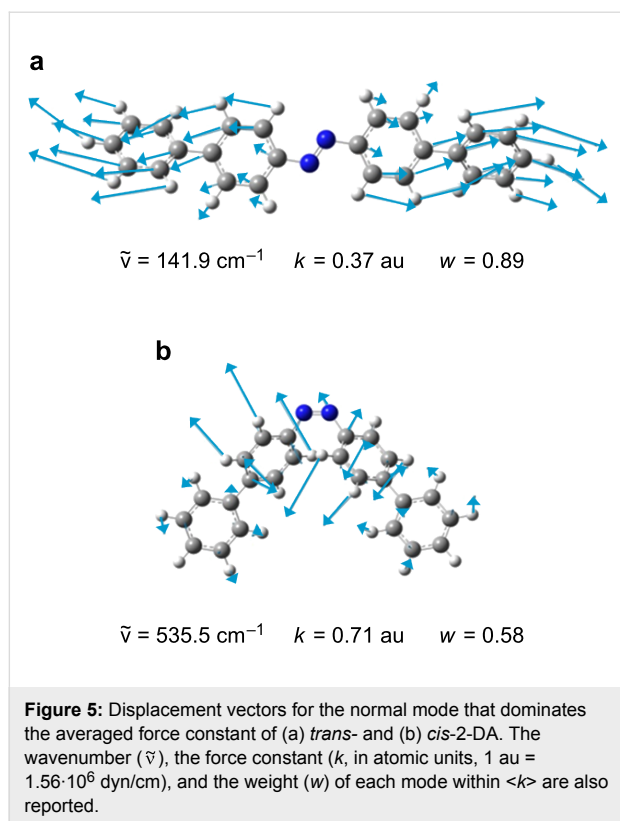 a
ṽ = 141.9 cm⁻¹ k = 0.37 au w = 0.89
b
ṽ = 535.5 cm⁻¹ k = 0.71 au w = 0.58
Figure 5: Displacement vectors for the normal mode that dominates
the averaged force constant of (a) trans- and (b) cis-2-DA. The
wavenumber (ṽ), the force constant (k, in atomic units, 1 au =
1.56·10⁶ dyn/cm), and the weight (w) of each mode within <k> are also
reported.